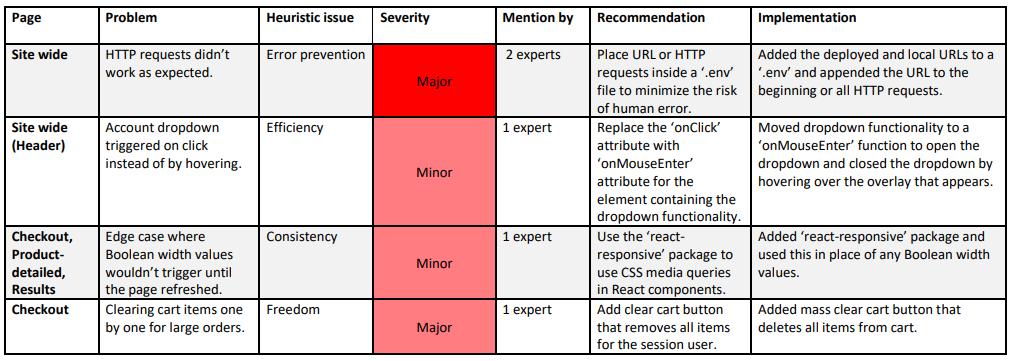 Page Problem Heuristic issue Severity Mention by Recommendation Implementation
Site wide
HTTP requests didn't
work as expected.
Error prevention
Major
2 experts
Place URL or HTTP
requests inside a '.env'
file to minimize the risk
of human error.
Added the deployed and local URLs to a
'.env' and appended the URL to the
beginning or all HTTP requests.
Site wide
(Header)
Account dropdown
triggered on click
instead of by hovering.
Efficiency
Minor
1 expert
Replace the 'onClick'
attribute with
'onMouseEnter'
attribute for the
element containing the
dropdown functionality.
Moved dropdown functionality to a
'onMouseEnter' function to open the
dropdown and closed the dropdown by
hovering over the overlay that appears.
Checkout,
Product-
detailed,
Results
Edge case where
Boolean width values
wouldn't trigger until
the page refreshed.
Consistency
Minor
1 expert
Use the 'react-
responsive' package to
use CSS media queries
in React components.
Added 'react-responsive' package and
used this in place of any Boolean width
values.
Checkout
Clearing cart items one
by one for large orders.
Freedom
Major
1 expert
Add clear cart button
that removes all items
for the session user.
Added mass clear cart button that
deletes all items from cart.